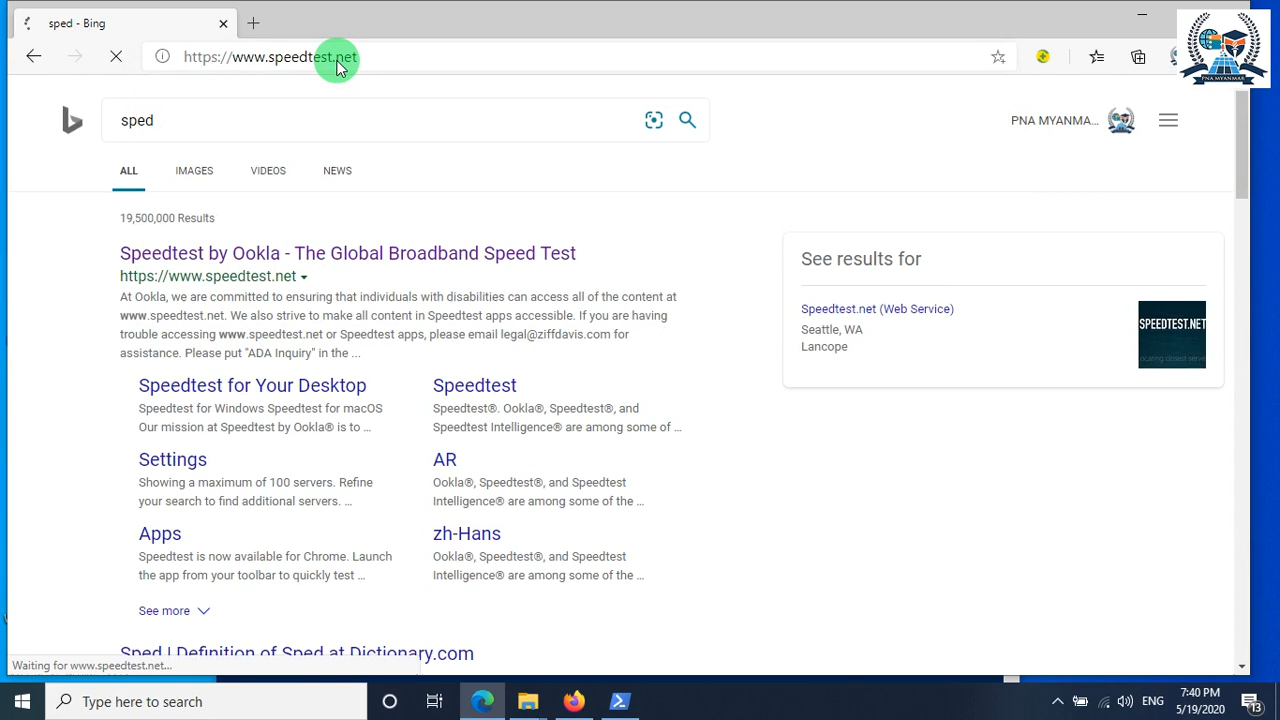 sped - Bing
https://www.speedtest.net
PNA MYANMAR
sped
PNA MYANMA...
ALL
IMAGES
VIDEOS
NEWS
19,500,000 Results
Speedtest by Ookla - The Global Broadband Speed Test
https://www.speedtest.net
At Ookla, we are committed to ensuring that individuals with disabilities can access all of the content at
www.speedtest.net. We also strive to make all content in Speedtest apps accessible. If you are having
trouble accessing www.speedtest.net or Speedtest apps, please email legal@ziffdavis.com for
assistance. Please put "ADA Inquiry" in the ...
Speedtest for Your Desktop
Speedtest for Windows Speedtest for macOS
Our mission at Speedtest by Ookla® is to ...
Speedtest
Speedtest®. Ookla®, Speedtest®, and
Speedtest Intelligence® are among some of ...
Settings
Showing a maximum of 100 servers. Refine
your search to find additional servers. ...
AR
Ookla®, Speedtest®, and Speedtest
Intelligence® are among some of the ...
Apps
Speedtest is now available for Chrome. Launch
the app from your toolbar to quickly test ...
zh-Hans
Ookla®, Speedtest®, and Speedtest
Intelligence® are among some of the ...
See more
Sped | Definition of Sped at Dictionary.com
See results for
Speedtest.net (Web Service)
Seattle, WA
Lancope
SPEEDTEST.NET
ocating closest serve
Waiting for www.speedtest.net...
Type here to search
ENG
7:40 PM
5/19/2020
13